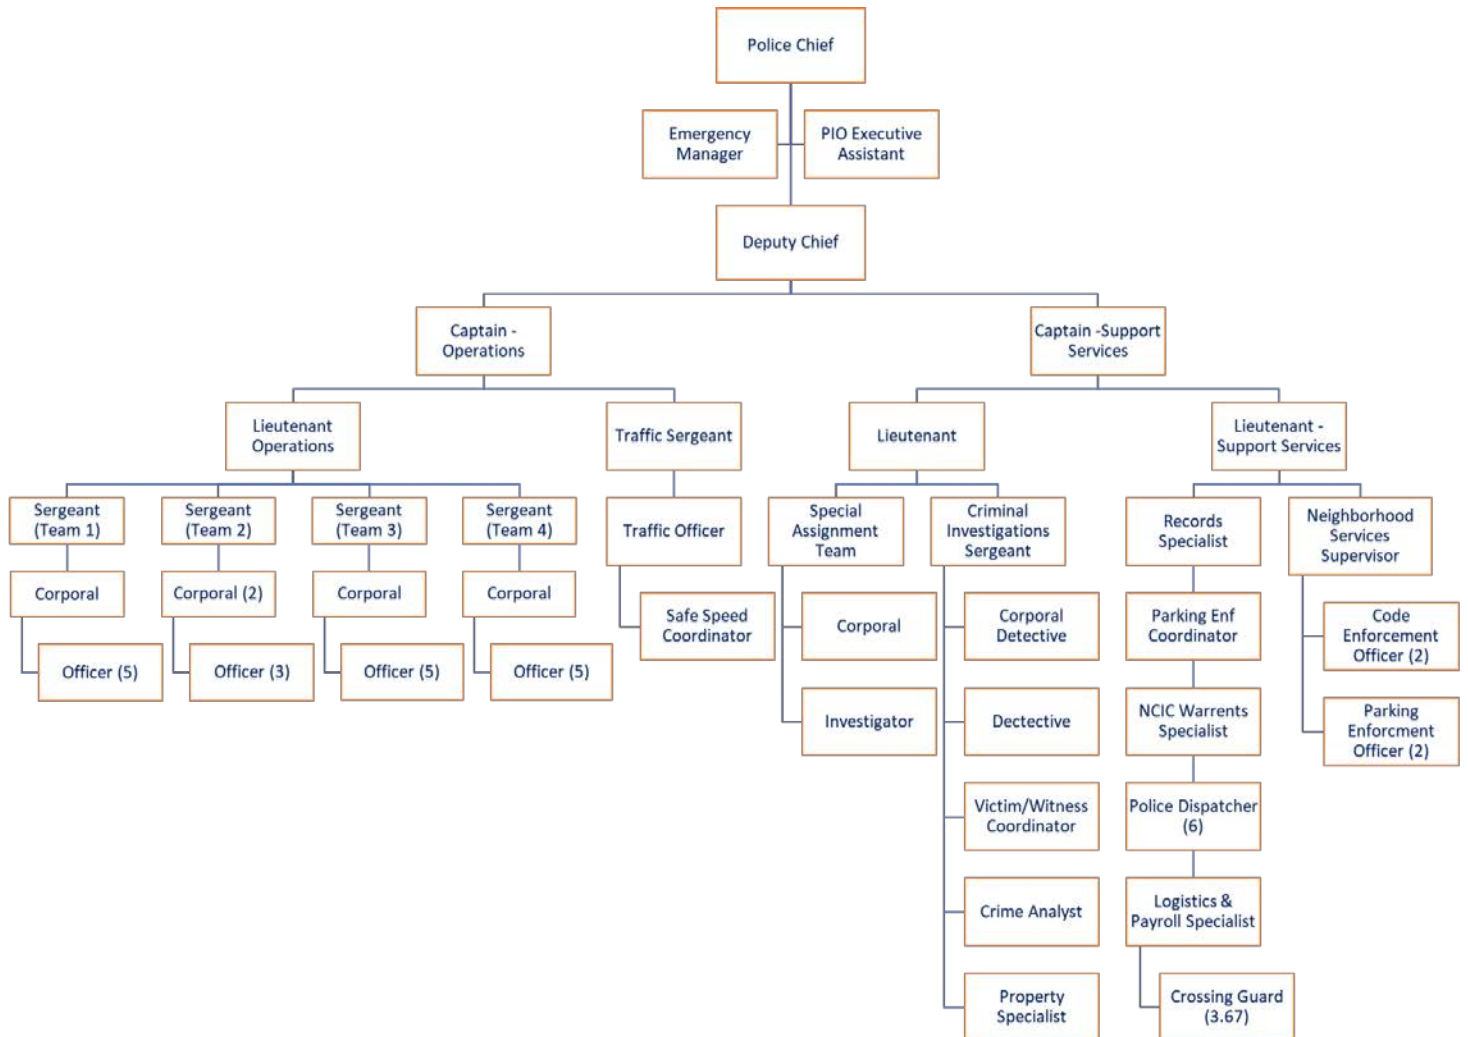 Police Chief
Emergency
Manager
PIO Executive
Assistant
Deputy Chief
Captain -
Operations
Captain -Support
Services
Lieutenant
Operations
Traffic Sergeant
Lieutenant
Lieutenant -
Support Services
Sergeant
(Team 1)
Sergeant
(Team 2)
Sergeant
(Team 3)
Sergeant
(Team 4)
Traffic Officer
Special
Assignment
Team
Criminal
Investigations
Sergeant
Records
Specialist
Neighborhood
Services
Supervisor
Corporal
Corporal (2)
Corporal
Corporal
Safe Speed
Coordinator
Corporal
Corporal
Detective
Parking Enf
Coordinator
Code
Enforcement
Officer (2)
Officer (5)
Officer (3)
Officer (5)
Officer (5)
Investigator
Dectective
NCIC Warrents
Specialist
Parking
Enforcment
Officer (2)
Victim/Witness
Coordinator
Police Dispatcher
(6)
Crime Analyst
Logistics &
Payroll Specialist
Property
Specialist
Crossing Guard
(3.67)